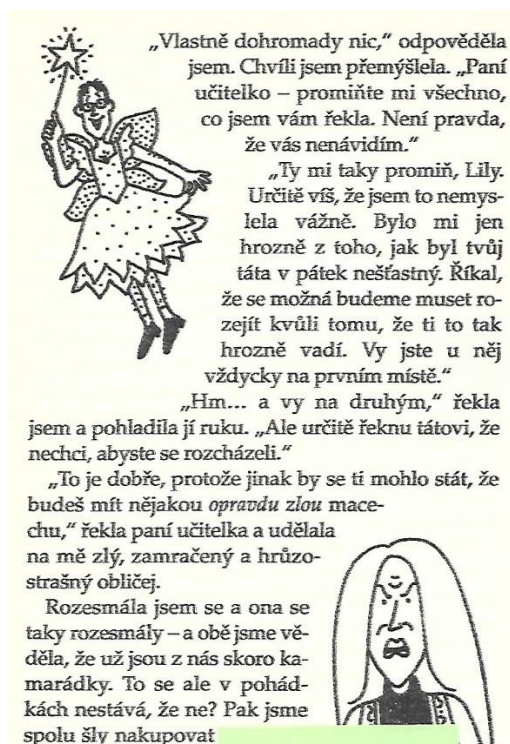 „Vlastně dohromady nic,“ odpověděla
jsem. Chvíli jsem přemýšlela. „Paní
učitelko – promiňte mi všechno,
co jsem vám řekla. Není pravda,
že vás nenávidím.“
„Ty mi taky promiň, Lily.
Určitě víš, že jsem to nemys-
lela vážně. Bylo mi jen
hrozně z toho, jak byl tvůj
táta v pátek nešťastný. Říkal,
že se možná budeme muset ro-
zejít kvůli tomu, že ti to tak
hrozně vadí. Vy jste u něj
vždycky na prvním místě.“
„Hm... a vy na druhým,“ řekla
jsem a pohladila jí ruku. „Ale určitě řeknu tátovi, že
nechci, abyste se rozcházeli.“
„To je dobře, protože jinak by se ti mohlo stát, že
budeš mít nějakou opravdu zlou mace-
chu,“ řekla paní učitelka a udělala
na mě zlý, zamračený a hrůzo-
strašný obličej.
Rozesmála jsem se a ona se
taky rozesmály – a obě jsme vě-
děla, že už jsou z nás skoro ka-
marádky. To se ale v pohád-
kách nestává, že ne? Pak jsme
spolu šly nakupovat